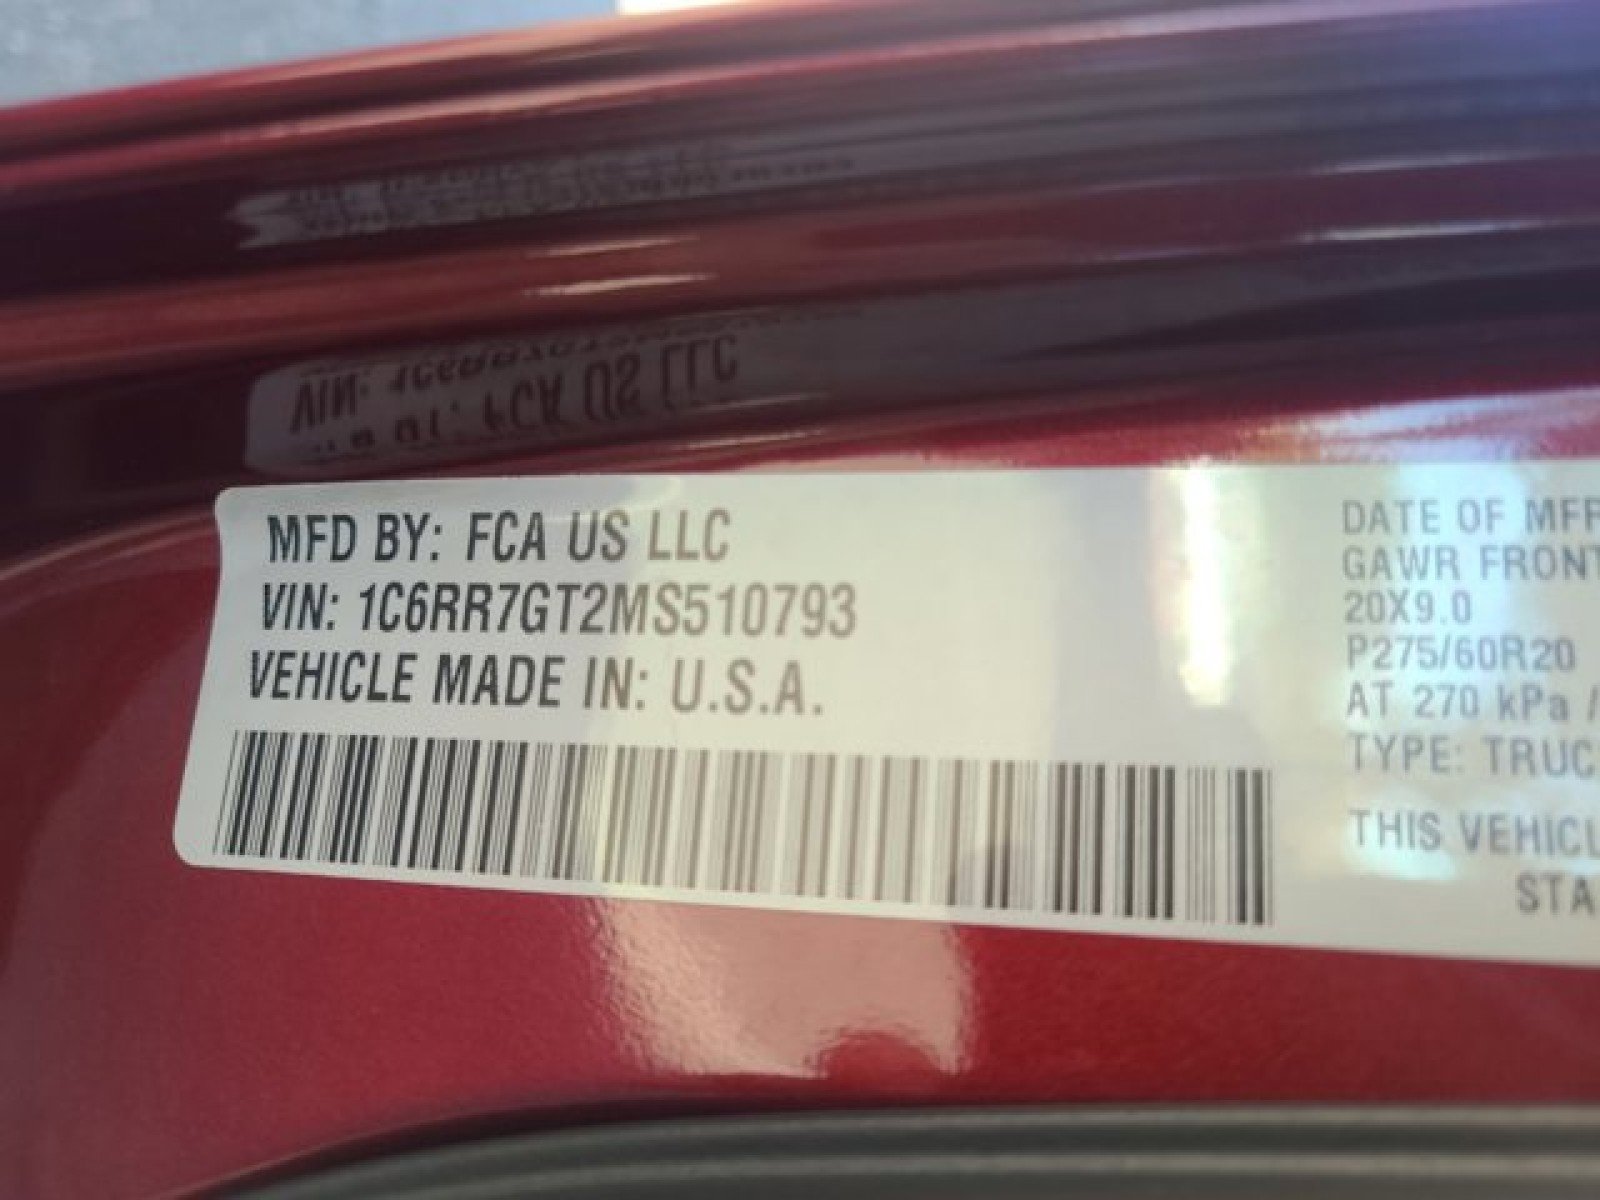 MFD BY: FCA US LLC
VIN: 1C6RR7GT2MS510793
VEHICLE MADE IN: U.S.A.
DATE OF MFR
GAWR FRONT
20X9.0
P275/60R20
AT 270 kPa /
TYPE: TRUC
THIS VEHICU
STA